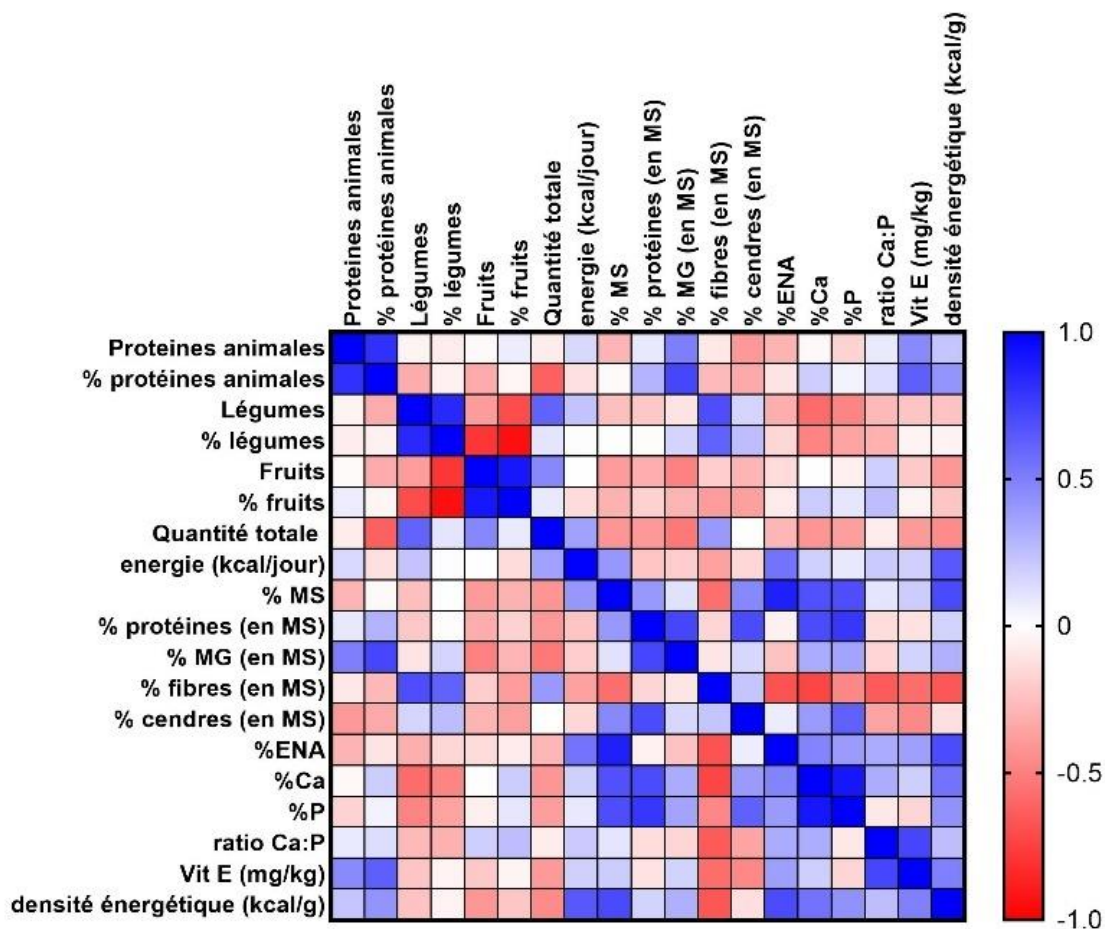 Proteines animales
% protéines animales
Légumes
% légumes
Fruits
% fruits
Quantité totale
energie (kcal/jour)
% MS
% protéines (en MS)
% MG (en MS)
% fibres (en MS)
% cendres (en MS)
%ENA
%Ca
%P
ratio Ca:P
Vit E (mg/kg)
densité énergétique (kcal/g)
Proteines animales
% protéines animales
Légumes
% légumes
Fruits
% fruits
Quantité totale
energie (kcal/jour)
% MS
% protéines (en MS)
% MG (en MS)
% fibres (en MS)
% cendres (en MS)
%ENA
%Ca
%P
ratio Ca:P
Vit E (mg/kg)
densité énergétique (kcal/g)
1.0
0.5
0
-0.5
-1.0